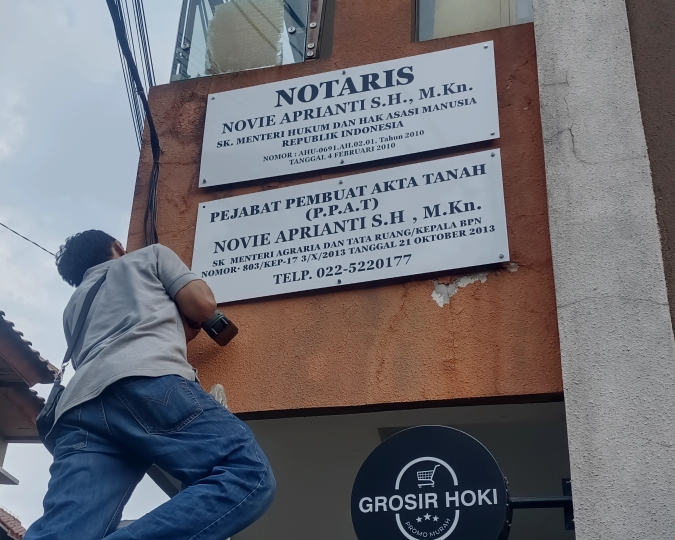 NOTARIS
NOVIE APRIANTI S.H., M.Kn.
SK. MENTERI HUKUM DAN HAK ASASI MANUSIA
REPUBLIK INDONESIA
NOMOR : AHU-0691.AH.02.01. Tahun 2010
TANGGAL 4 FEBRUARI 2010
PEJABAT PEMBUAT AKTA TANAH
(P.P.A.T)
NOVIE APRIANTI S.H , M.Kn.
SK MENTERI AGRARIA DAN TATA RUANG/KEPALA BPN
NOMOR· 803/KEP-17 3/X/2013 TANGGAL 21 OKTOBER 2013
TELP. 022-5220177
GROSIR HOKI
PROMO MURAH